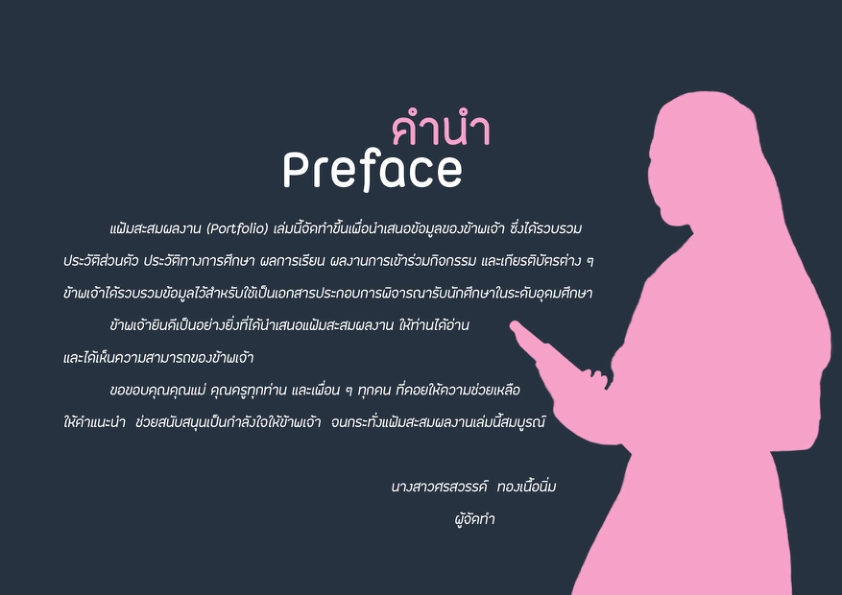 คำนำ
Preface
แฟ้มสะสมผลงาน (Portfolio) เล่มนี้จัดทำขึ้นเพื่อนำเสนอข้อมูลของข้าพเจ้า ซึ่งได้รวบรวม
ประวัติส่วนตัว ประวัติทางการศึกษา ผลการเรียน ผลงานการเข้าร่วมกิจกรรม และเกียรติบัตรต่าง ๆ
ข้าพเจ้าได้รวบรวมข้อมูลไว้สำหรับใช้เป็นเอกสารประกอบการพิจารณารับนักศึกษาในระดับอุดมศึกษา
ข้าพเจ้ายินดีเป็นอย่างยิ่งที่ได้นำเสนอแฟ้มสะสมผลงาน ให้ท่านได้อ่าน
และได้เห็นความสามารถของข้าพเจ้า
ขอขอบคุณคุณแม่ คุณครูทุกท่าน และเพื่อน ๆ ทุกคน ที่คอยให้ความช่วยเหลือ
ให้คำแนะนำ ช่วยสนับสนุนเป็นกำลังใจให้ข้าพเจ้า จนกระทั่งแฟ้มสะสมผลงานเล่มนี้สมบูรณ์
นางสาวศรสวรรค์ ทองเนื้อนิ่ม
ผู้จัดทำ